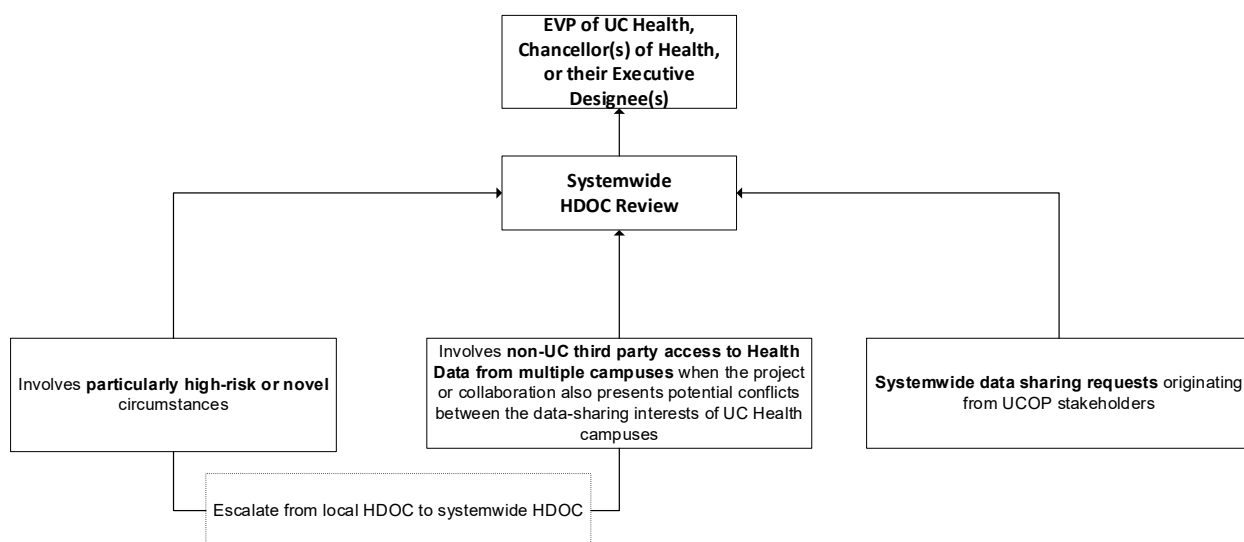 EVP of UC Health,
Chancellor(s) of Health,
or their Executive
Designee(s)
Systemwide
HDOC Review
Involves particularly high-risk or novel
circumstances
Involves non-UC third party access to Health
Data from multiple campuses when the project
or collaboration also presents potential conflicts
between the data-sharing interests of UC Health
campuses
Systemwide data sharing requests originating
from UCOP stakeholders
Escalate from local HDOC to systemwide HDOC